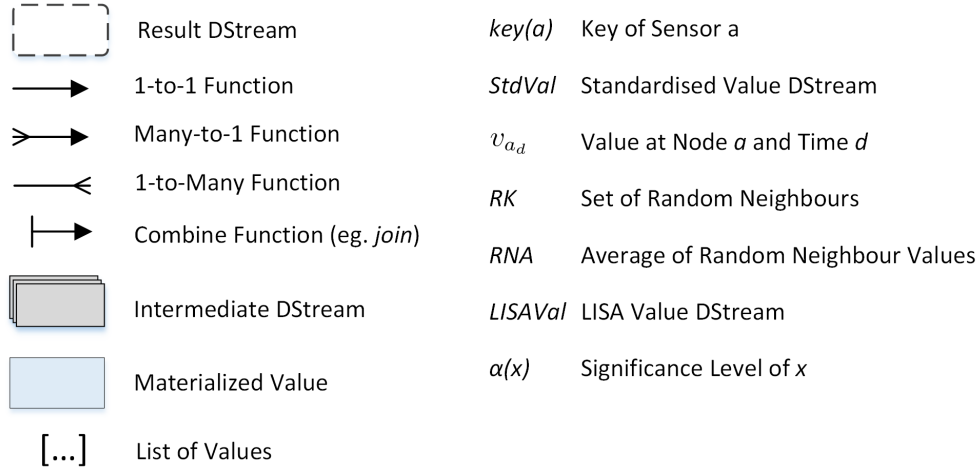 Result DStream
1-to-1 Function
Many-to-1 Function
1-to-Many Function
Combine Function (eg. join)
Intermediate DStream
Materialized Value
[...] List of Values
key(a) Key of Sensor a
StdVal Standardised Value DStream
v_{a_d} Value at Node a and Time d
RK Set of Random Neighbours
RNA Average of Random Neighbour Values
LISAVal LISA Value DStream
α(x) Significance Level of x